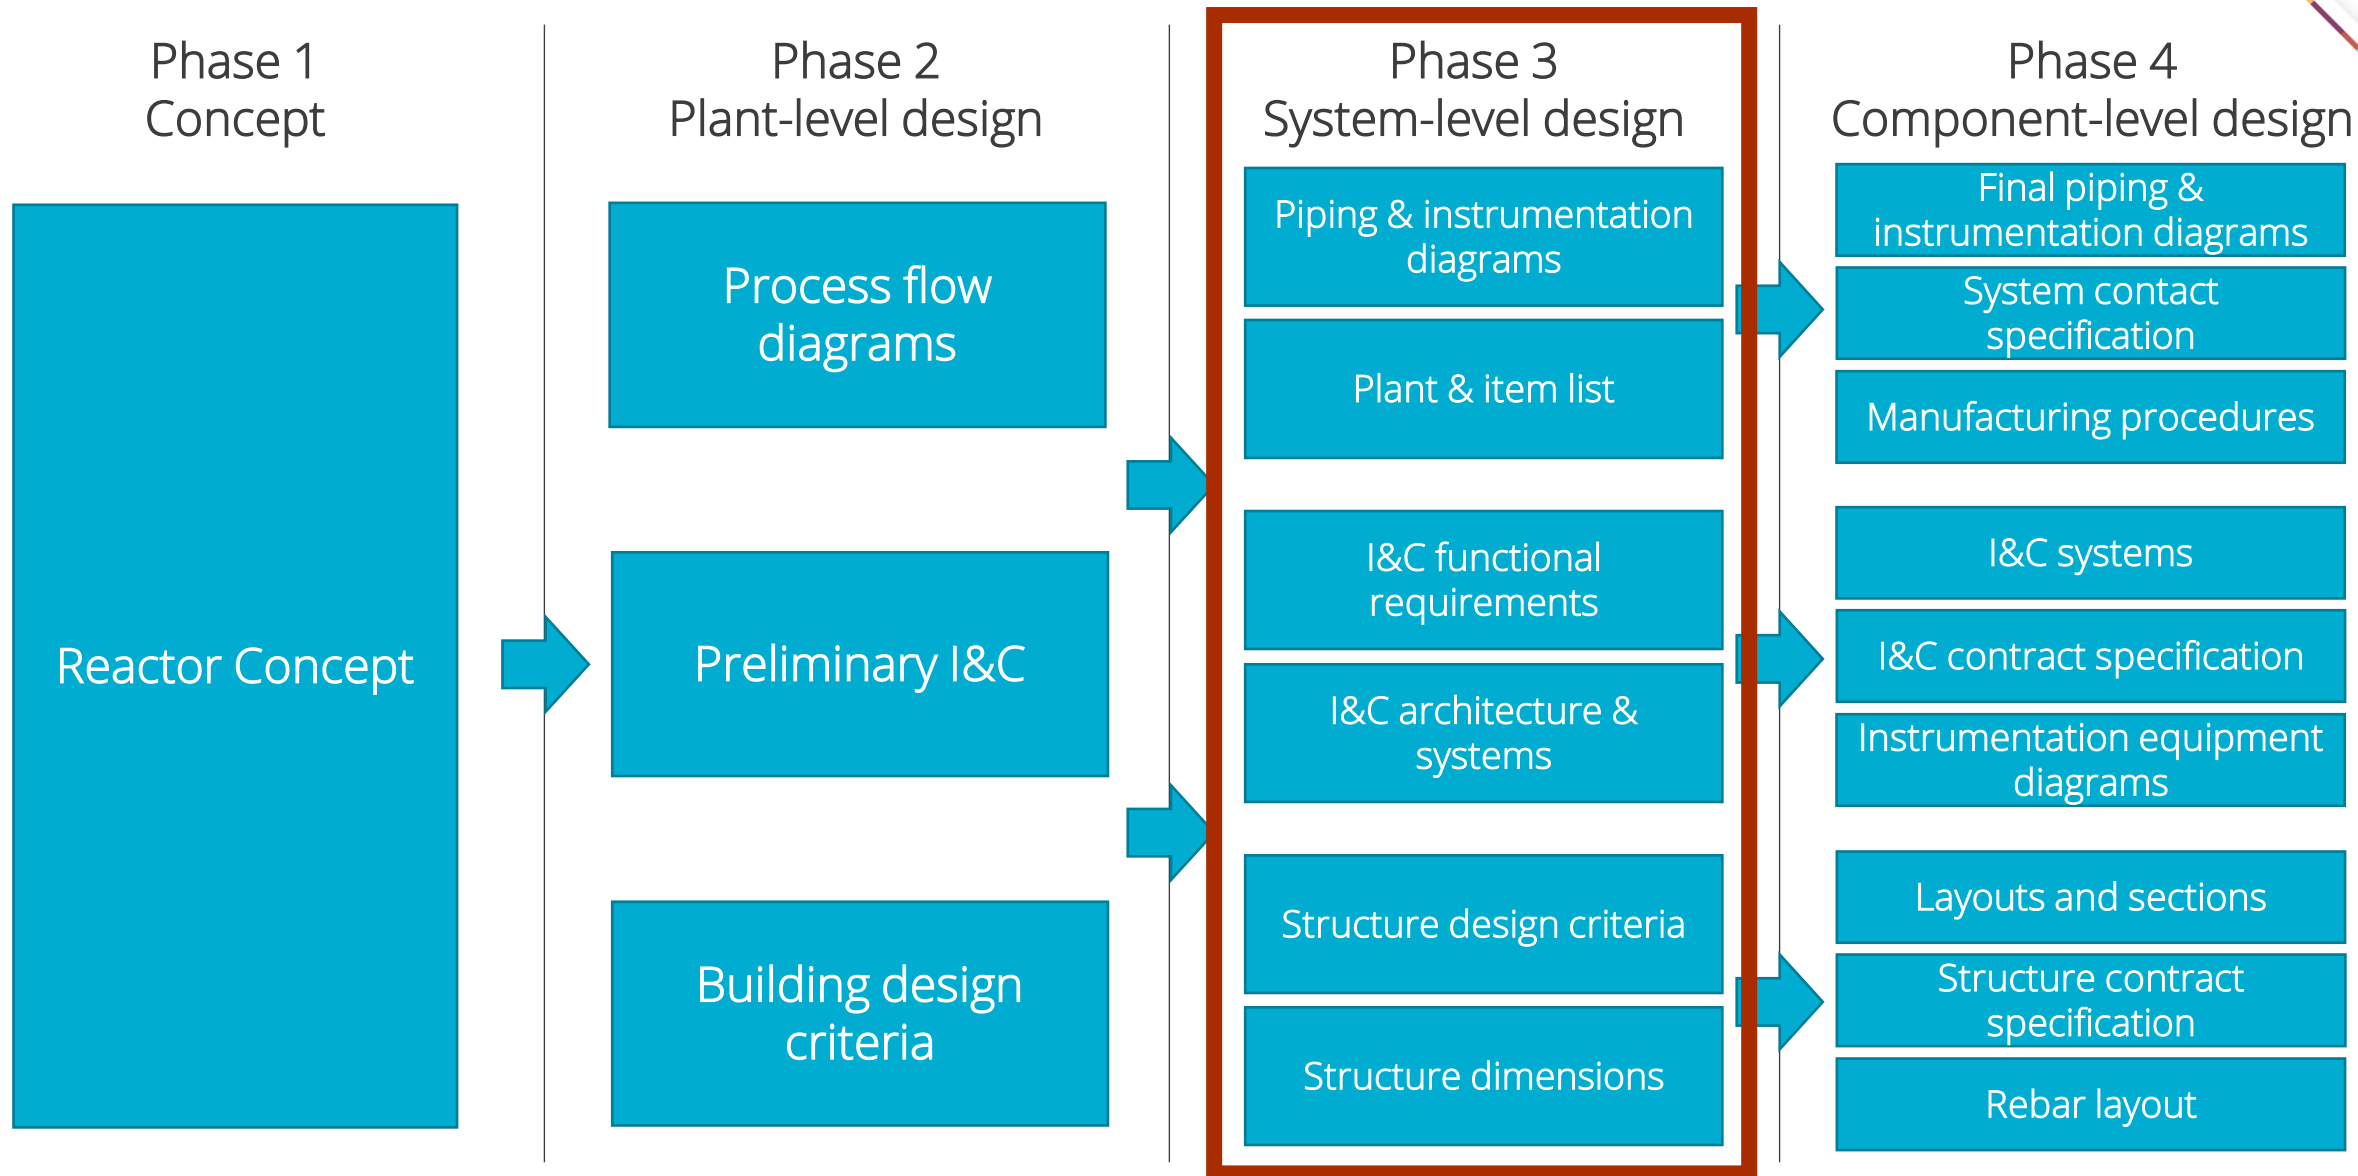 Phase 1
Concept
Reactor Concept
Phase 2
Plant-level design
Process flow
diagrams
Preliminary I&C
Building design
criteria
Phase 3
System-level design
Piping & instrumentation
diagrams
Plant & item list
I&C functional
requirements
I&C architecture &
systems
Structure design criteria
Structure dimensions
Phase 4
Component-level design
Final piping &
instrumentation diagrams
System contact
specification
Manufacturing procedures
I&C systems
I&C contract specification
Instrumentation equipment
diagrams
Layouts and sections
Structure contract
specification
Rebar layout